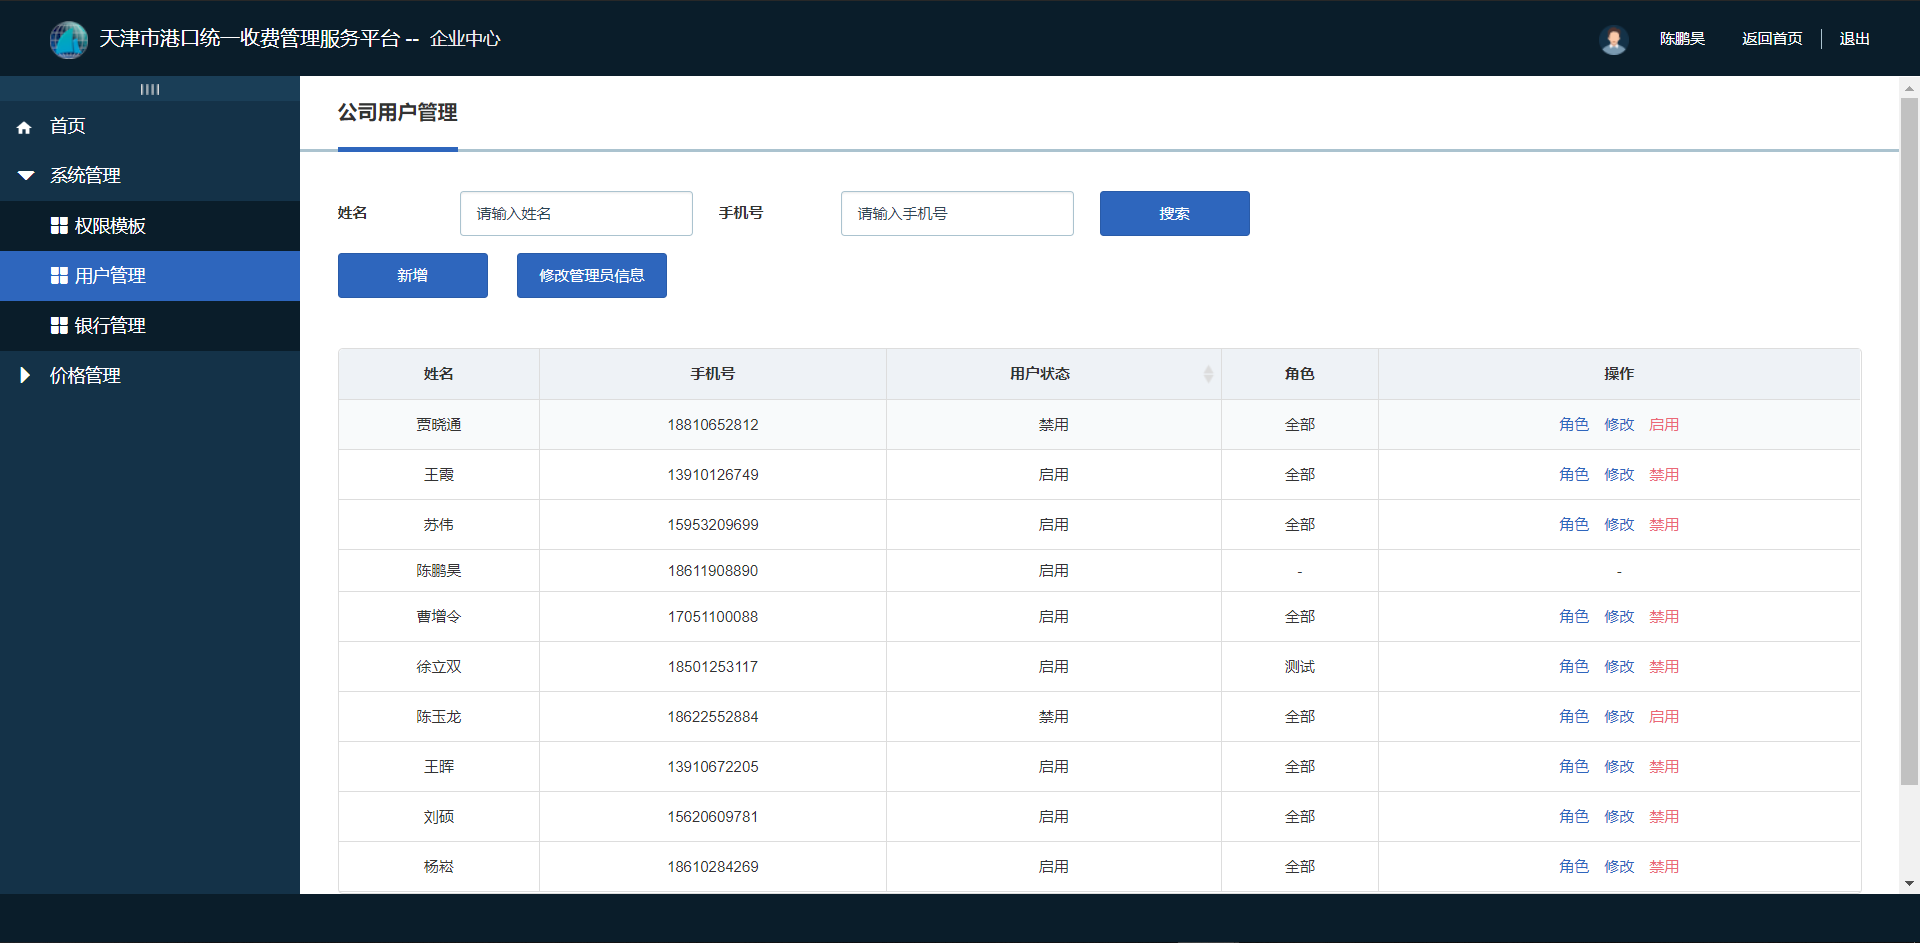 天津市港口统一收费管理服务平台 -- 企业中心
陈鹏昊 返回首页 退出
首页
系统管理
权限模板
用户管理
银行管理
价格管理
公司用户管理
姓名 请输入姓名 手机号 请输入手机号 搜索
新增 修改管理员信息
姓名 手机号 用户状态 角色 操作
贾晓通 18810652812 禁用 全部 角色 修改 启用
王霞 13910126749 启用 全部 角色 修改 禁用
苏伟 15953209699 启用 全部 角色 修改 禁用
陈鹏昊 18611908890 启用 - -
曹增令 17051100088 启用 全部 角色 修改 禁用
徐立双 18501253117 启用 测试 角色 修改 禁用
陈玉龙 18622552884 禁用 全部 角色 修改 启用
王晖 13910672205 启用 全部 角色 修改 禁用
刘硕 15620609781 启用 全部 角色 修改 禁用
杨崧 18610284269 启用 全部 角色 修改 禁用